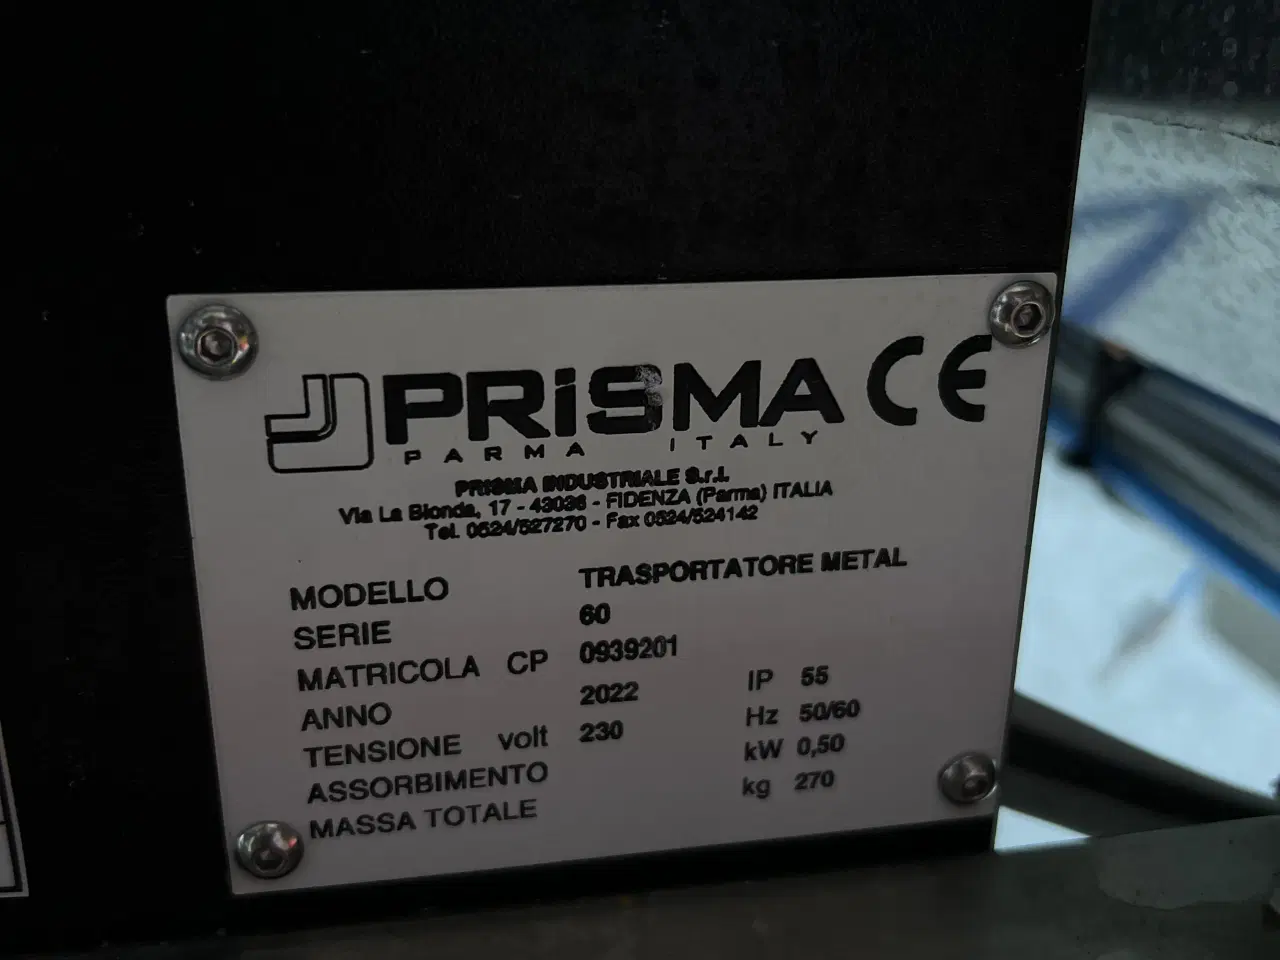 PRiSMA CE
PARMA ITALY
PRISMA INDUSTRIALE S.r.l.
Via La Bionda, 17 - 43036 - FIDENZA (Parma) ITALIA
Tel. 0524/527270 - Fax 0524/524142
MODELLO TRASPORTATORE METAL
SERIE 60
MATRICOLA CP 0939201
ANNO 2022 IP 55
TENSIONE volt 230 Hz 50/60
ASSORBIMENTO kW 0,50
MASSA TOTALE kg 270